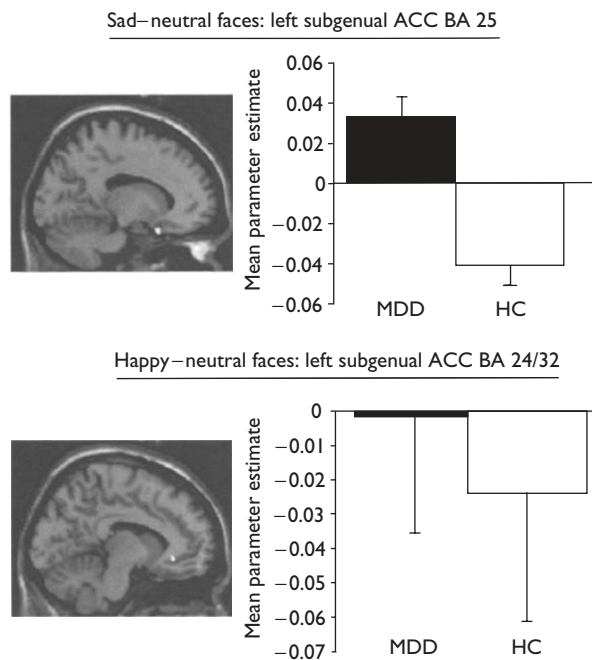 Sad–neutral faces: left subgenual ACC BA 25
Mean parameter estimate
0.06
0.04
0.02
0
−0.02
−0.04
−0.06
MDD
HC
Happy–neutral faces: left subgenual ACC BA 24/32
Mean parameter estimate
0
−0.01
−0.02
−0.03
−0.04
−0.05
−0.06
−0.07
MDD
HC